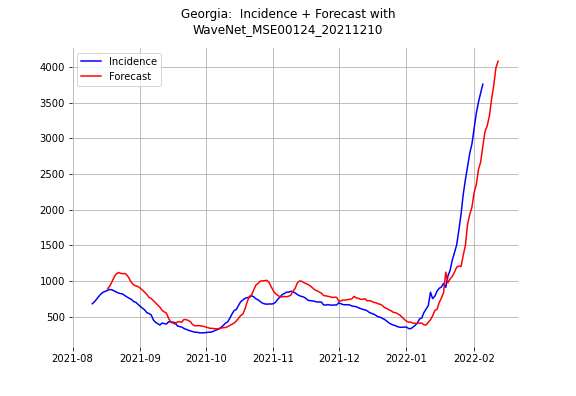 Georgia:  Incidence + Forecast with
WaveNet_MSE00124_20211210
Incidence
Forecast
4000
3500
3000
2500
2000
1500
1000
500
2021-08 2021-09 2021-10 2021-11 2021-12 2022-01 2022-02